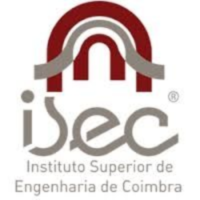 isec®
Instituto Superior de
Engenharia de Coimbra